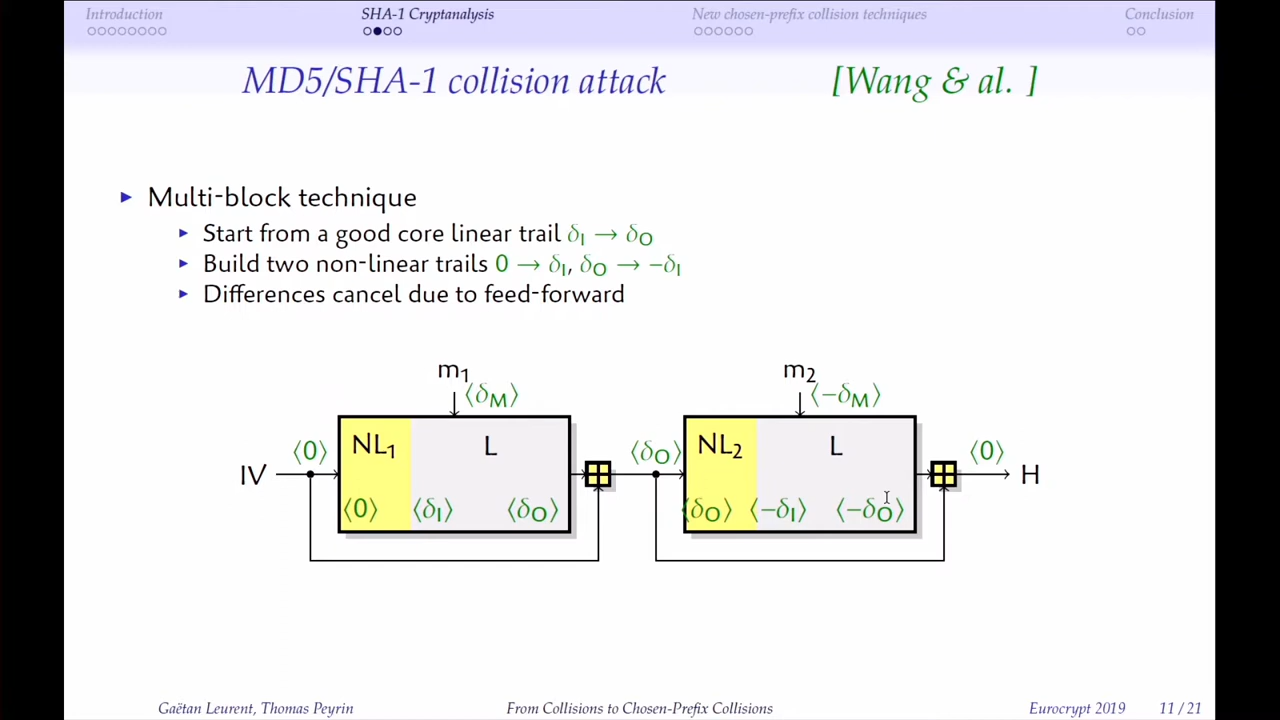 Introduction SHA-1 Cryptanalysis New chosen-prefix collision techniques Conclusion
MD5/SHA-1 collision attack [Wang & al. ]
Multi-block technique
Start from a good core linear trail δI → δO
Build two non-linear trails 0 → δI, δO → −δI
Differences cancel due to feed-forward
m1 m2
⟨δM⟩ ⟨−δM⟩
⟨0⟩ NL1 L ⟨δO⟩ NL2 L ⟨0⟩
IV H
⟨0⟩ ⟨δI⟩ ⟨δO⟩ ⟨δO⟩ ⟨−δI⟩ ⟨−δO⟩
Gaëtan Leurent, Thomas Peyrin From Collisions to Chosen-Prefix Collisions Eurocrypt 2019 11 / 21